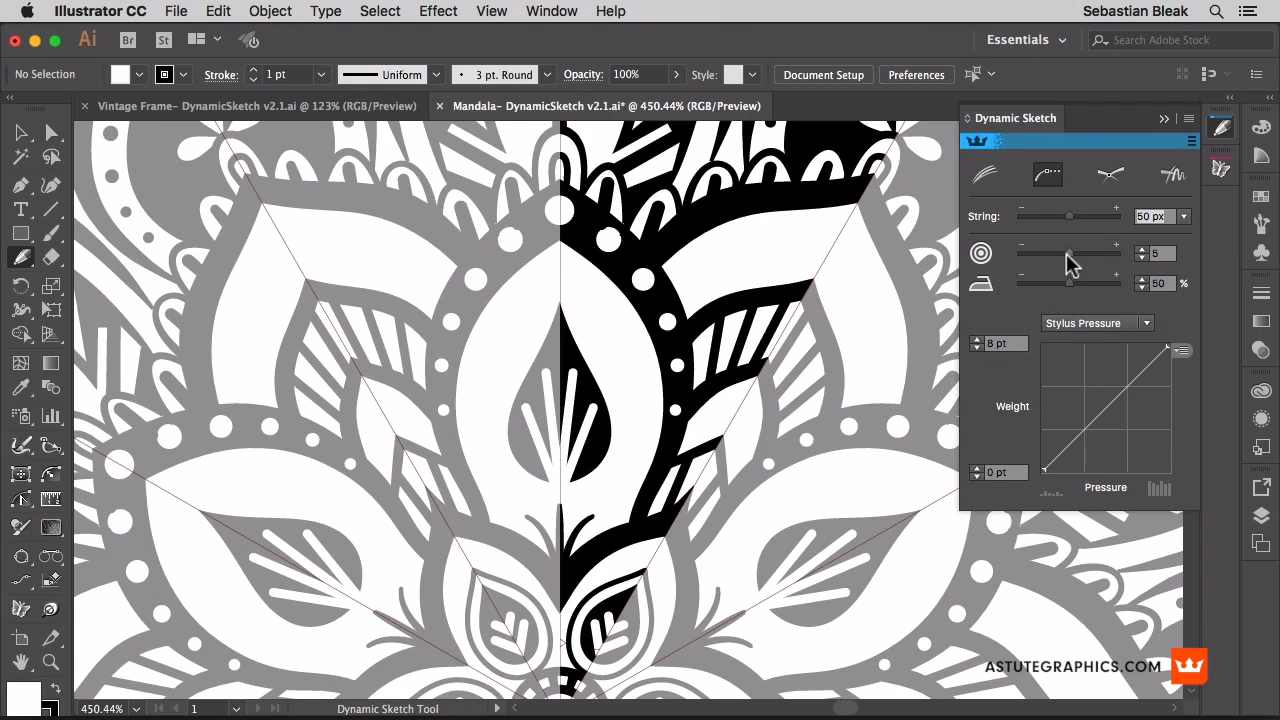 Illustrator CC File Edit Object Type Select Effect View Window Help Sebastian Bleak
Ai Br St Essentials Search Adobe Stock
No Selection Stroke: 1 pt Uniform 3 pt. Round Opacity: 100% Style: Document Setup Preferences
Vintage Frame- DynamicSketch v2.1.ai @ 123% (RGB/Preview) Mandala- DynamicSketch v2.1.ai* @ 450.44% (RGB/Preview)
Dynamic Sketch
String: 50 px
5
50 %
Stylus Pressure
8 pt
Weight
0 pt
Pressure
ASTUTEGRAPHICS.COM
450.44% 1 Dynamic Sketch Tool